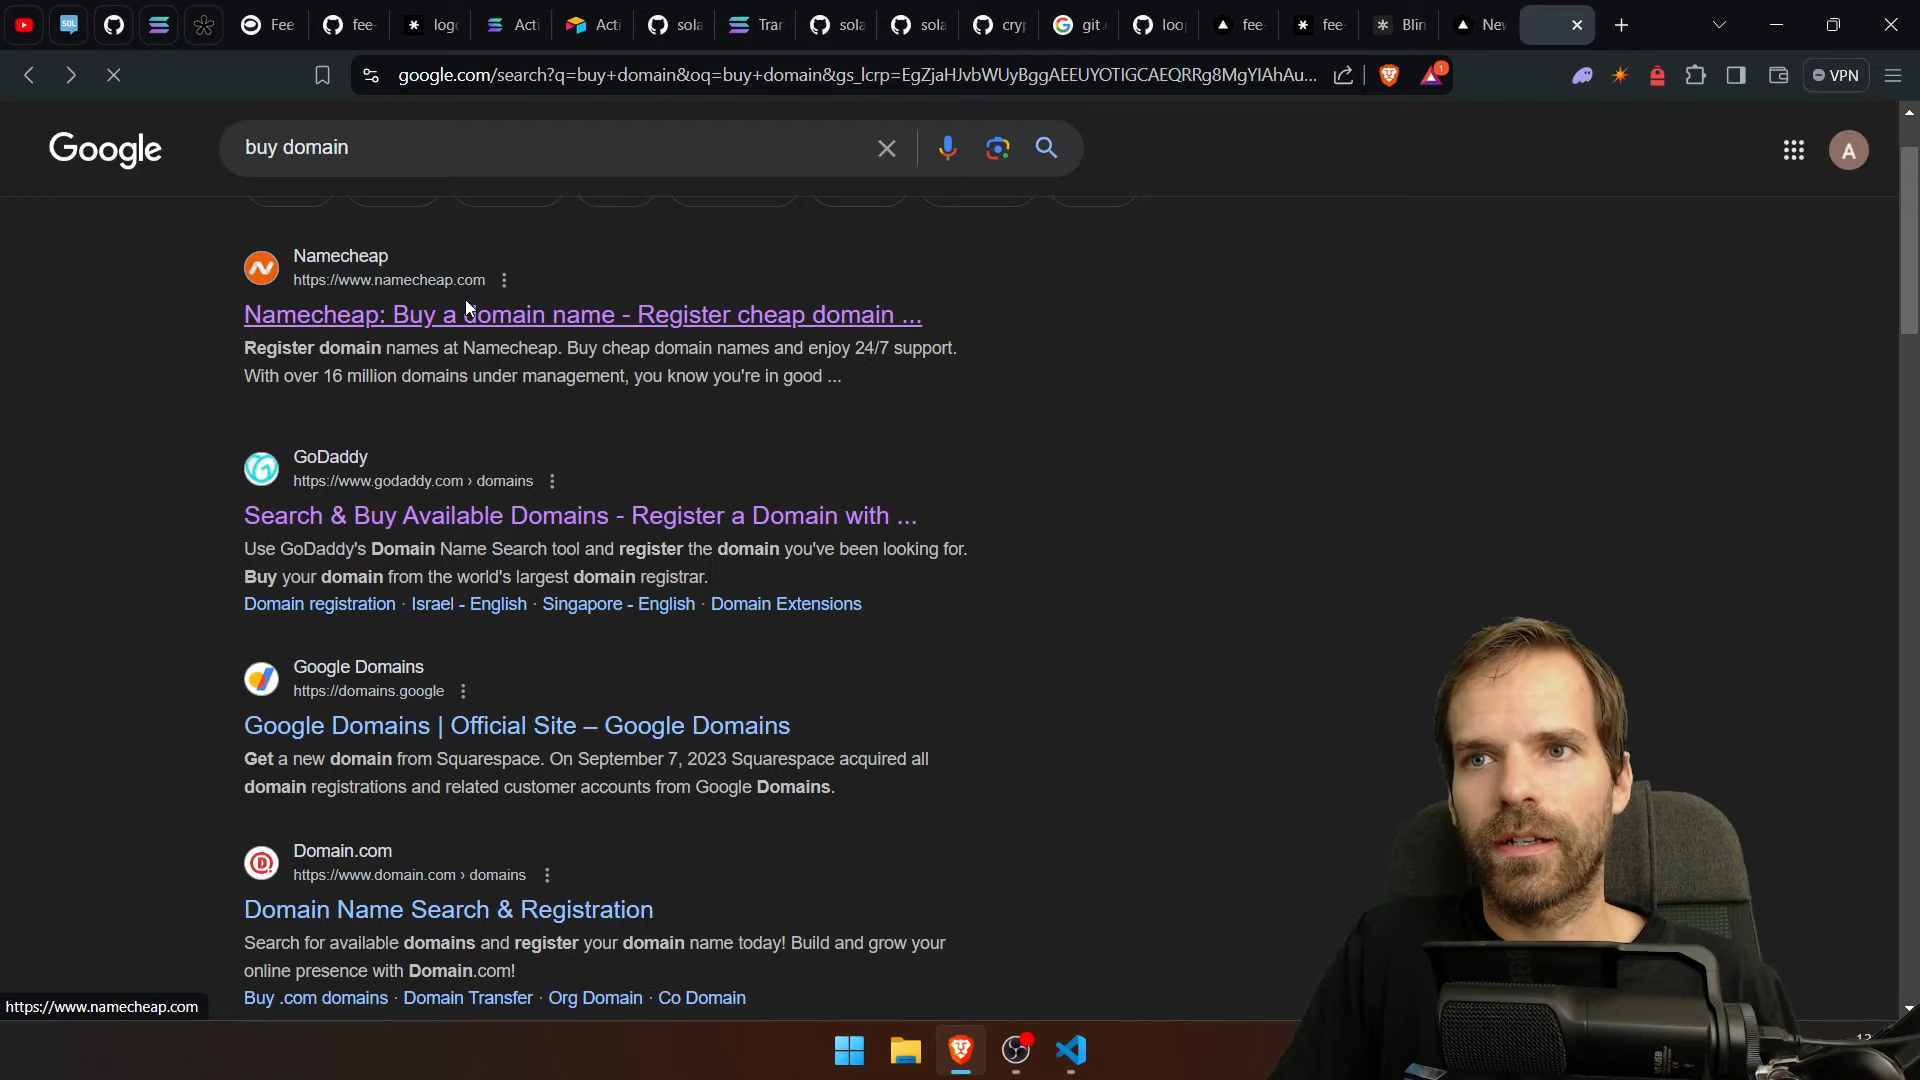 Fee
fee-
logo
Acti
Acti
sola
Tran
sola
sola
cryp
git
loo
fee-
fee-
Blin
New
google.com/search?q=buy+domain&oq=buy+domain&gs_lcrp=EgZjaHJvbWUyBggAEEUYOTIGCAEQRRg8MgYIAhAu...
1
VPN
Google
buy domain
A
Namecheap
https://www.namecheap.com
Namecheap: Buy a domain name - Register cheap domain ...
Register domain names at Namecheap. Buy cheap domain names and enjoy 24/7 support.
With over 16 million domains under management, you know you're in good ...
GoDaddy
https://www.godaddy.com › domains
Search & Buy Available Domains - Register a Domain with ...
Use GoDaddy's Domain Name Search tool and register the domain you've been looking for.
Buy your domain from the world's largest domain registrar.
Domain registration · Israel - English · Singapore - English · Domain Extensions
Google Domains
https://domains.google
Google Domains | Official Site – Google Domains
Get a new domain from Squarespace. On September 7, 2023 Squarespace acquired all
domain registrations and related customer accounts from Google Domains.
Domain.com
https://www.domain.com › domains
Domain Name Search & Registration
Search for available domains and register your domain name today! Build and grow your
online presence with Domain.com!
Buy .com domains · Domain Transfer · Org Domain · Co Domain
https://www.namecheap.com